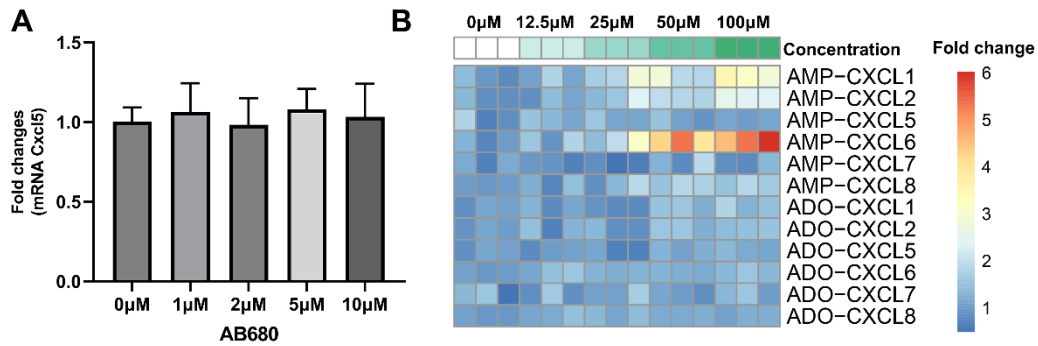 A
Fold changes
(mRNA Cxcl5)
1.5
1.0
0.5
0.0
0μM
1μM
2μM
5μM
10μM
AB680
B
0μM 12.5μM 25μM 50μM 100μM
Concentration
AMP−CXCL1
AMP−CXCL2
AMP−CXCL5
AMP−CXCL6
AMP−CXCL7
AMP−CXCL8
ADO−CXCL1
ADO−CXCL2
ADO−CXCL5
ADO−CXCL6
ADO−CXCL7
ADO−CXCL8
Fold change
6
5
4
3
2
1